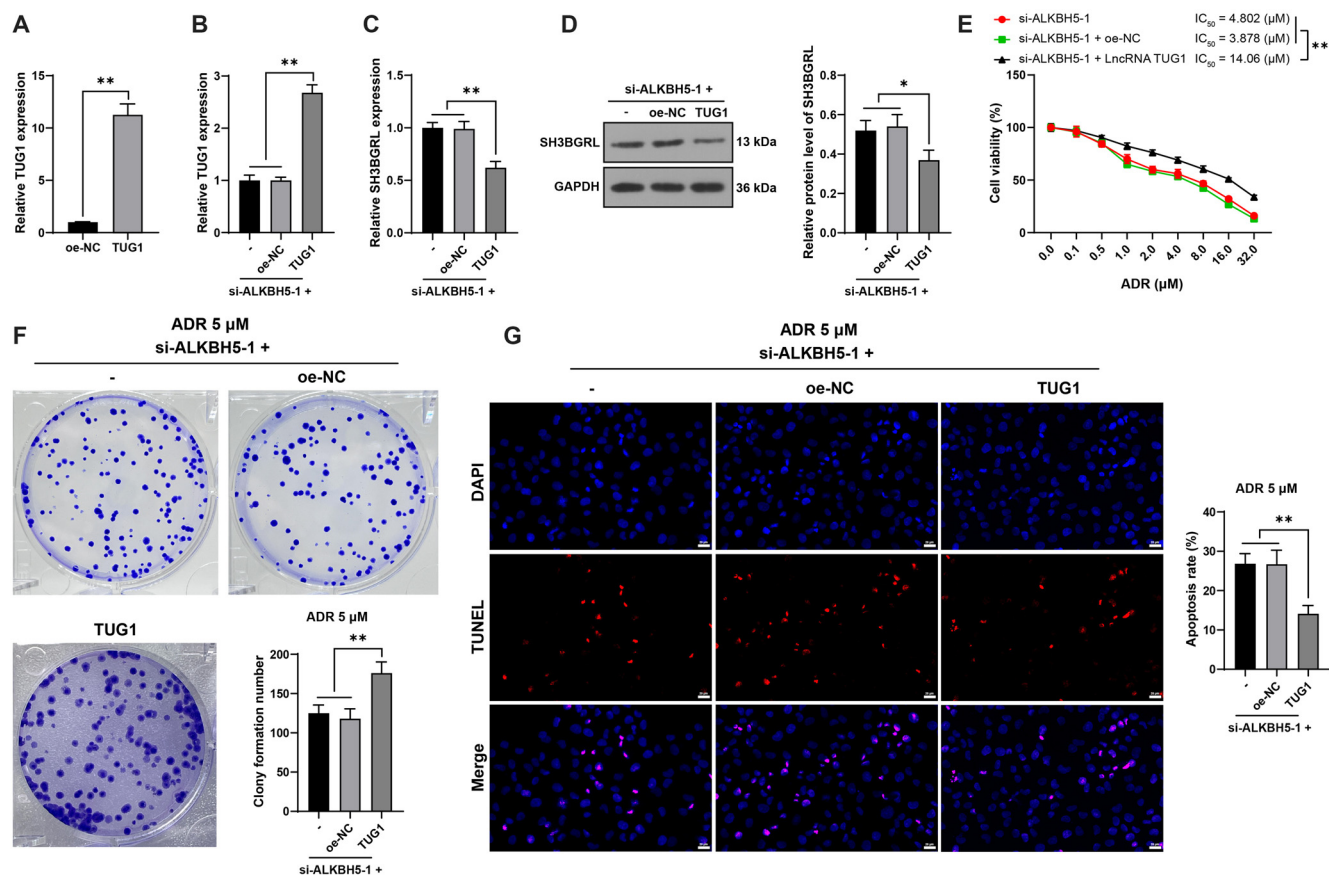 A
Relative TUG1 expression
15
10
5
0
**
oe-NC
TUG1
B
Relative TUG1 expression
3
2
1
0
**
-
oe-NC
TUG1
si-ALKBH5-1 +
C
Relative SH3BGRL expression
1.5
1.0
0.5
0.0
**
-
oe-NC
TUG1
si-ALKBH5-1 +
D
si-ALKBH5-1 +
- oe-NC TUG1
SH3BGRL 13 kDa
GAPDH 36 kDa
Relative protein level of SH3BGRL
0.8
0.6
0.4
0.2
0.0
*
-
oe-NC
TUG1
si-ALKBH5-1 +
E
si-ALKBH5-1 IC50 = 4.802 (μM)
si-ALKBH5-1 + oe-NC IC50 = 3.878 (μM)
si-ALKBH5-1 + LncRNA TUG1 IC50 = 14.06 (μM)
**
Cell viability (%)
150
100
50
0
0.0 0.1 0.5 1.0 2.0 4.0 8.0 16.0 32.0
ADR (μM)
F
ADR 5 μM
si-ALKBH5-1 +
- oe-NC
TUG1
ADR 5 μM
Clony formation number
200
150
100
50
0
**
-
oe-NC
TUG1
si-ALKBH5-1 +
G
ADR 5 μM
si-ALKBH5-1 +
- oe-NC TUG1
DAPI
TUNEL
Merge
ADR 5 μM
Apoptosis rate (%)
40
30
20
10
0
**
-
oe-NC
TUG1
si-ALKBH5-1 +